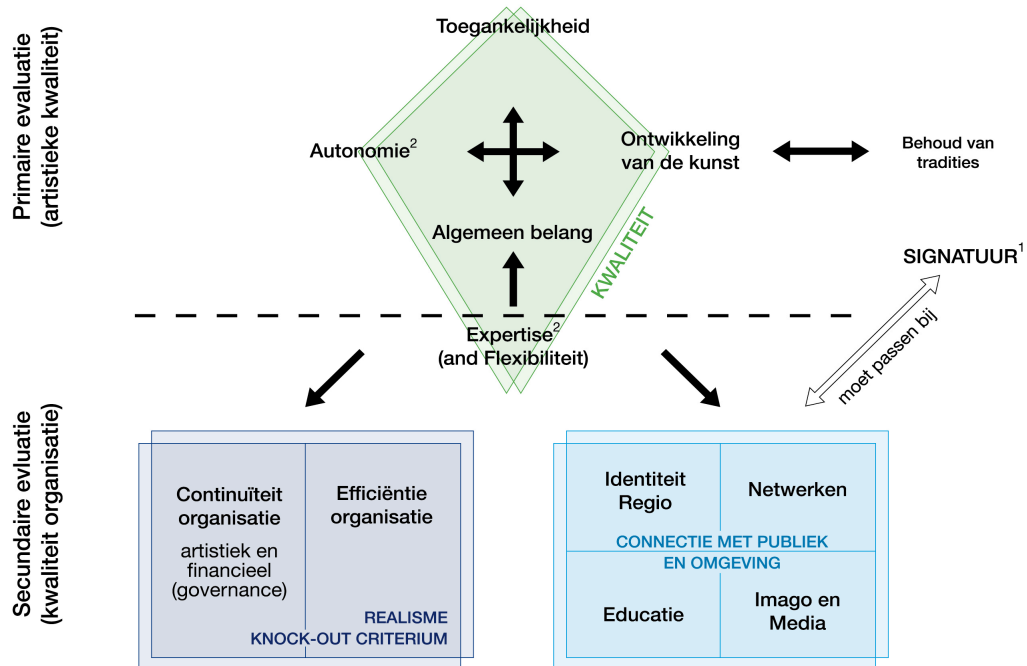 Primaire evaluatie
(artistieke kwaliteit)
Toegankelijkheid
Autonomie²
Ontwikkeling
van de kunst
Behoud van
tradities
Algemeen belang
KWALITEIT
SIGNATUUR¹
Expertise²
(and Flexibiliteit)
moet passen bij
Secundaire evluatie
(kwaliteit organisatie)
Continuïteit
organisatie
artistiek en
financieel
(governance)
Efficiëntie
organisatie
REALISME
KNOCK-OUT CRITERIUM
Identiteit
Regio
Netwerken
CONNECTIE MET PUBLIEK
EN OMGEVING
Educatie
Imago en
Media